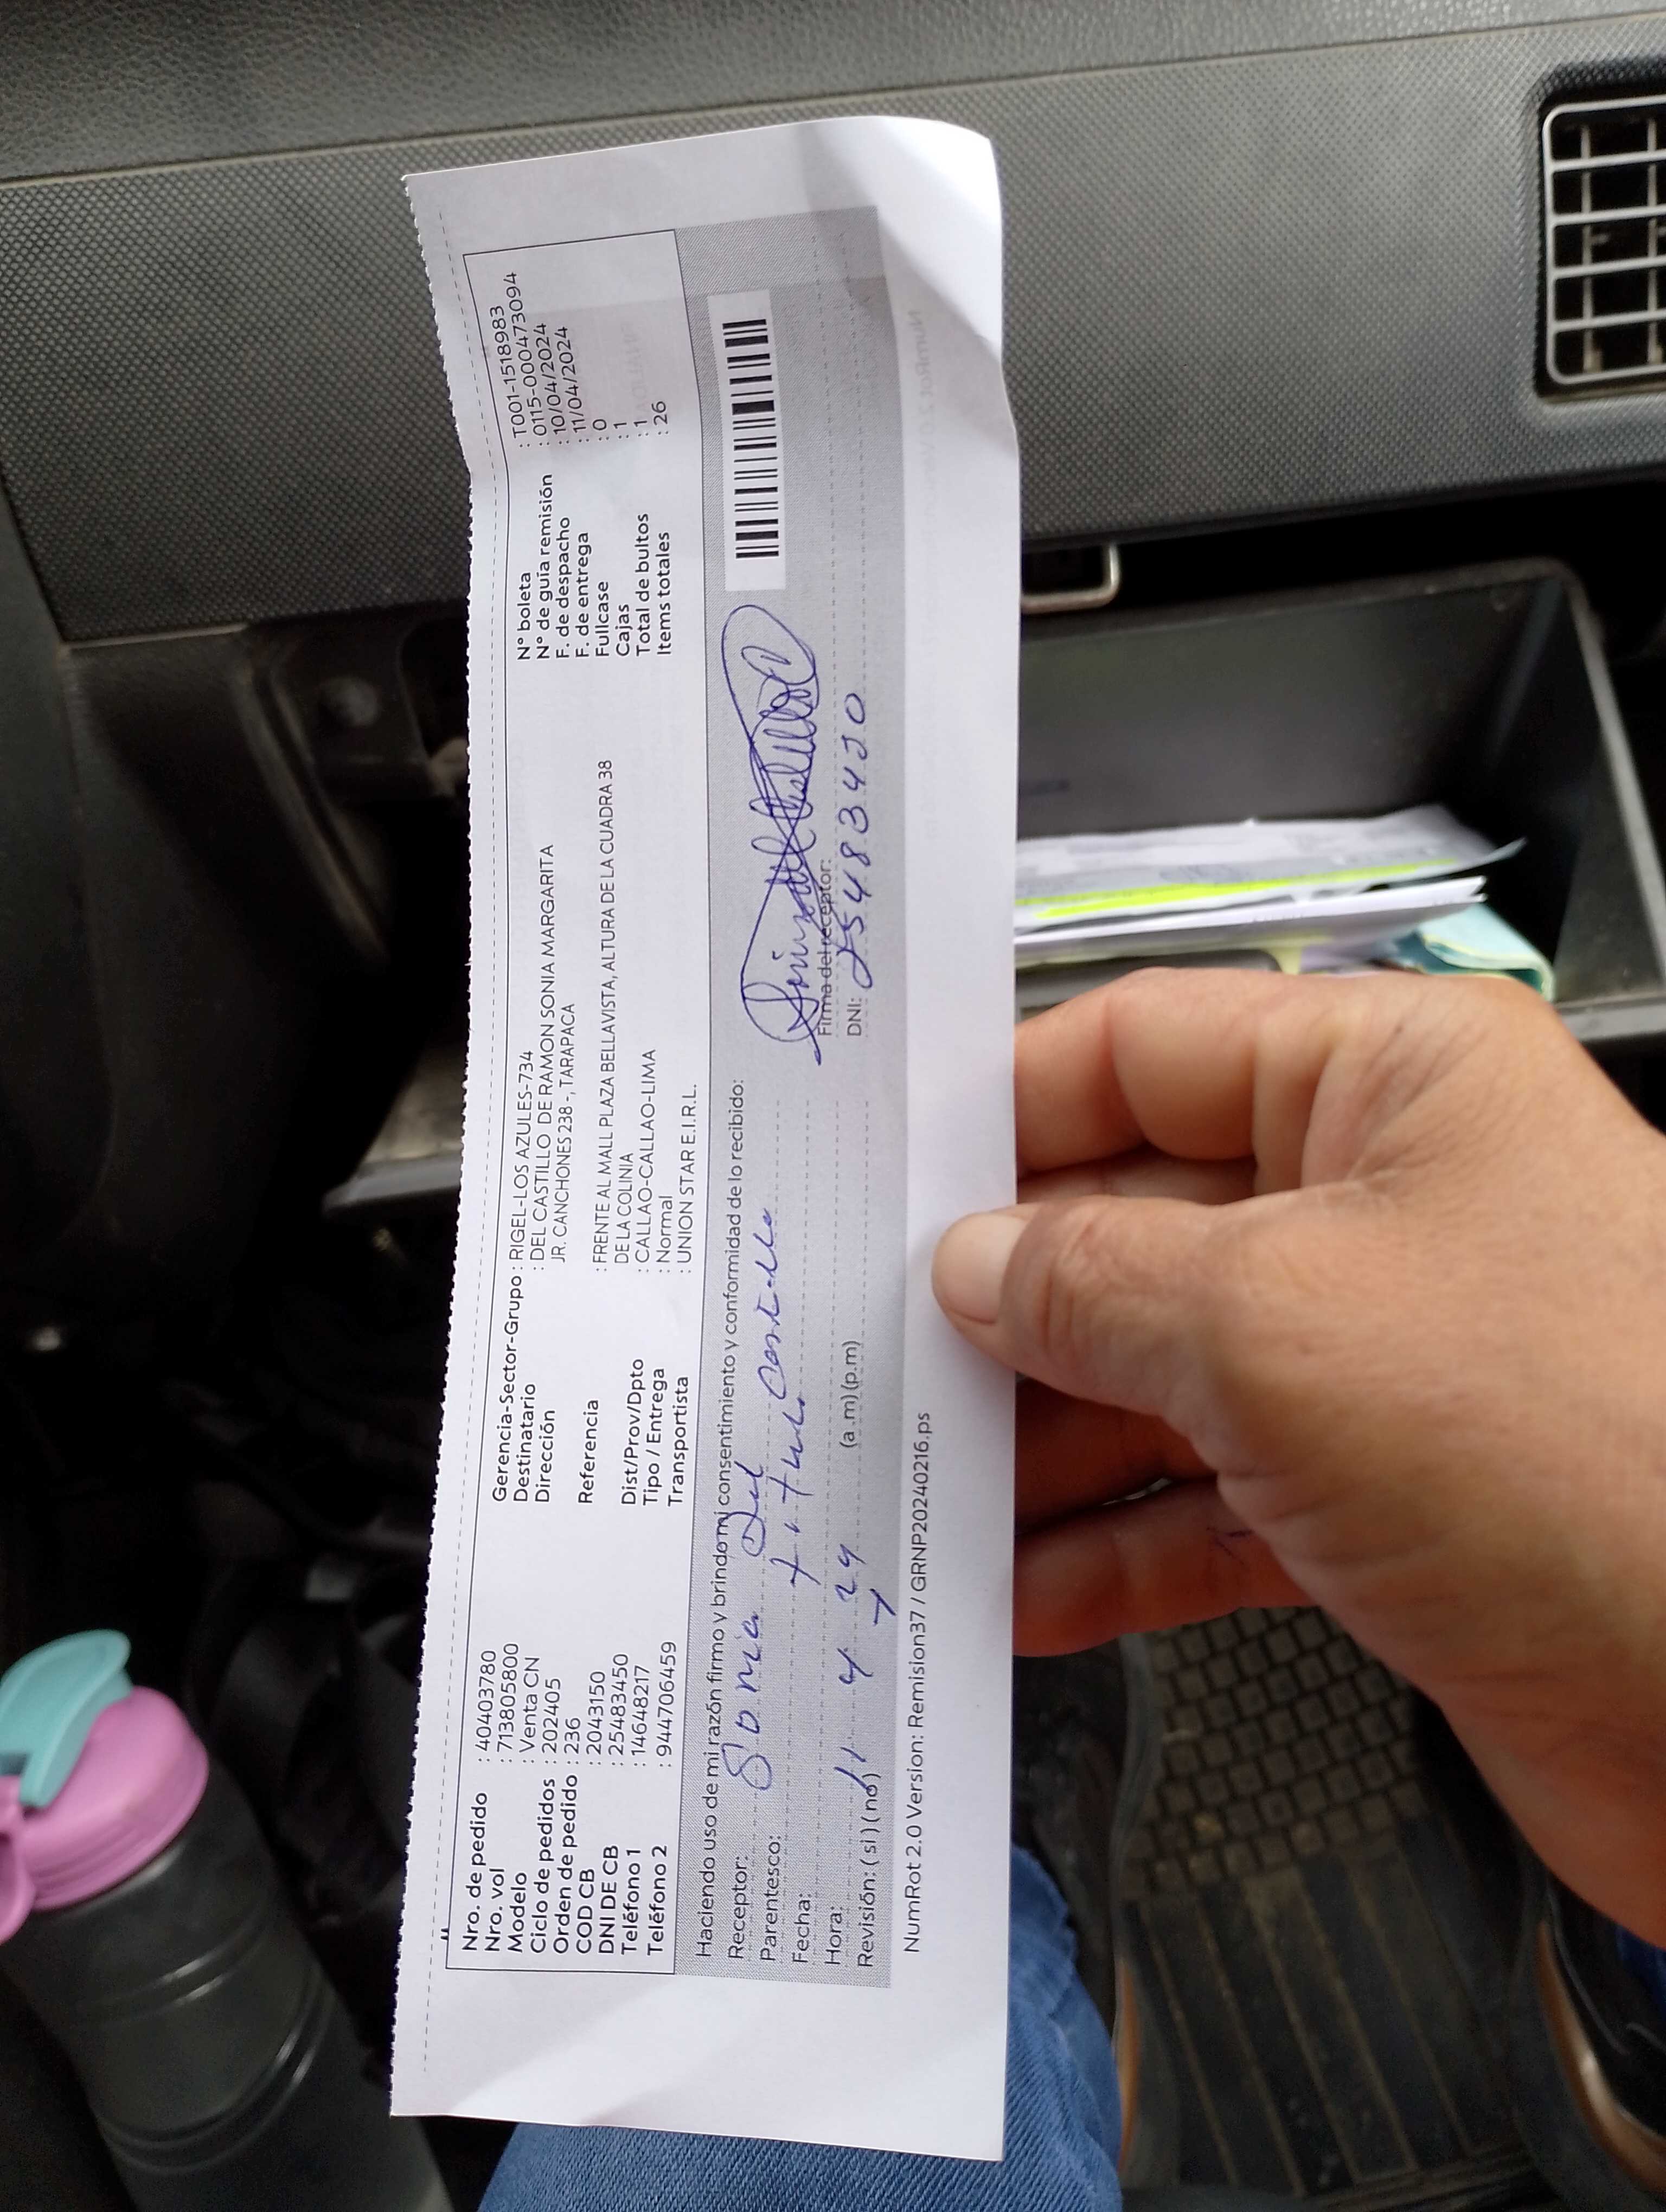 Nro. de pedido : 40403780
Nro. vol : 713805800
Modelo : Venta CN
Ciclo de pedidos : 202405
Orden de pedido : 236
COD CB : 2043150
DNI DE CB : 25483450
Teléfono 1 : 14648217
Teléfono 2 : 944706459
Gerencia-Sector-Grupo : RIGEL-LOS AZULES-734
Destinatario : DEL CASTILLO DE RAMON SONIA MARGARITA
Dirección JR. CANCHONES 238 -, TARAPACA
Referencia : FRENTE AL MALL PLAZA BELLAVISTA, ALTURA DE LA CUADRA 38
DE LA COLINIA
Dist/Prov/Dpto : CALLAO-CALLAO-LIMA
Tipo / Entrega : Normal
Transportista : UNION STAR E.I.R.L.
N° boleta : T001-1518983
N° de guía remisión : 0115-000473094
F. de despacho : 10/04/2024
F. de entrega : 11/04/2024
Fullcase : 0
Cajas : 1
Total de bultos : 1
Items totales : 26
Haciendo uso de mi razón firmo y brindo mi consentimiento y conformidad de lo recibido:
Receptor: Sonia Del Castillo
Parentesco: titular
Fecha: 11 4 24
Hora: (a.m) (p.m)
Revisión: ( si ) ( no )
Firma del receptor:
DNI: 25483420
NumRot 2.0 Version: Remision37 / GRNP20240216.ps